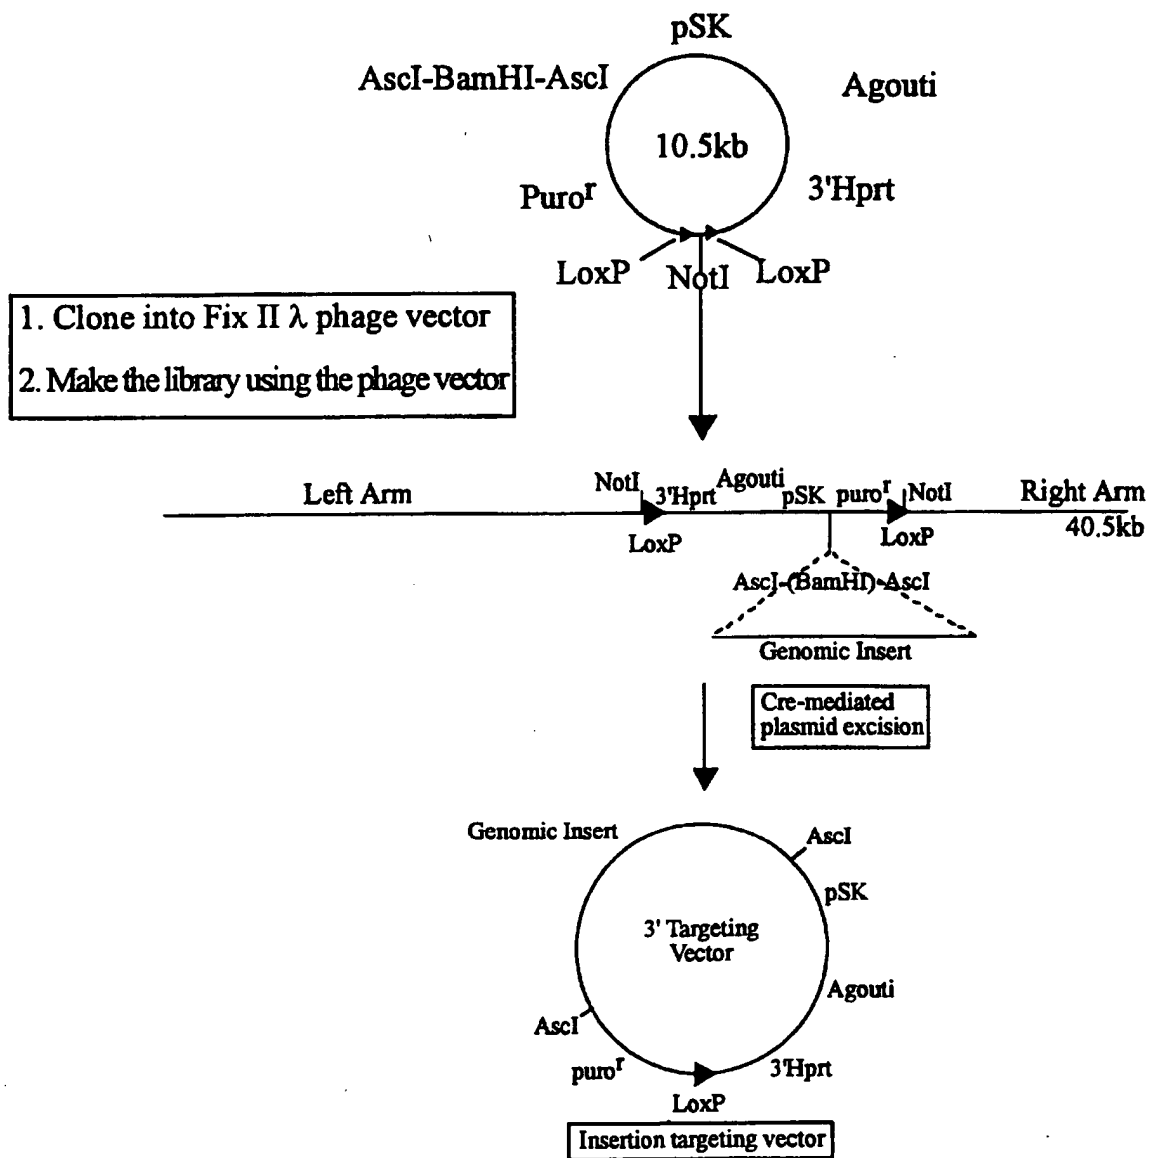 pSK
AscI-BamHI-AscI
Agouti
10.5kb
Puroʳ
3'Hprt
LoxP
NotI
LoxP
1. Clone into Fix II λ phage vector
2. Make the library using the phage vector
Left Arm
NotI
3'Hprt
Agouti
pSK
puroʳ
NotI
Right Arm
40.5kb
LoxP
LoxP
AscI-(BamHI)-AscI
Genomic Insert
Cre-mediated
plasmid excision
Genomic Insert
AscI
pSK
3' Targeting
Vector
Agouti
AscI
puroʳ
3'Hprt
LoxP
Insertion targeting vector